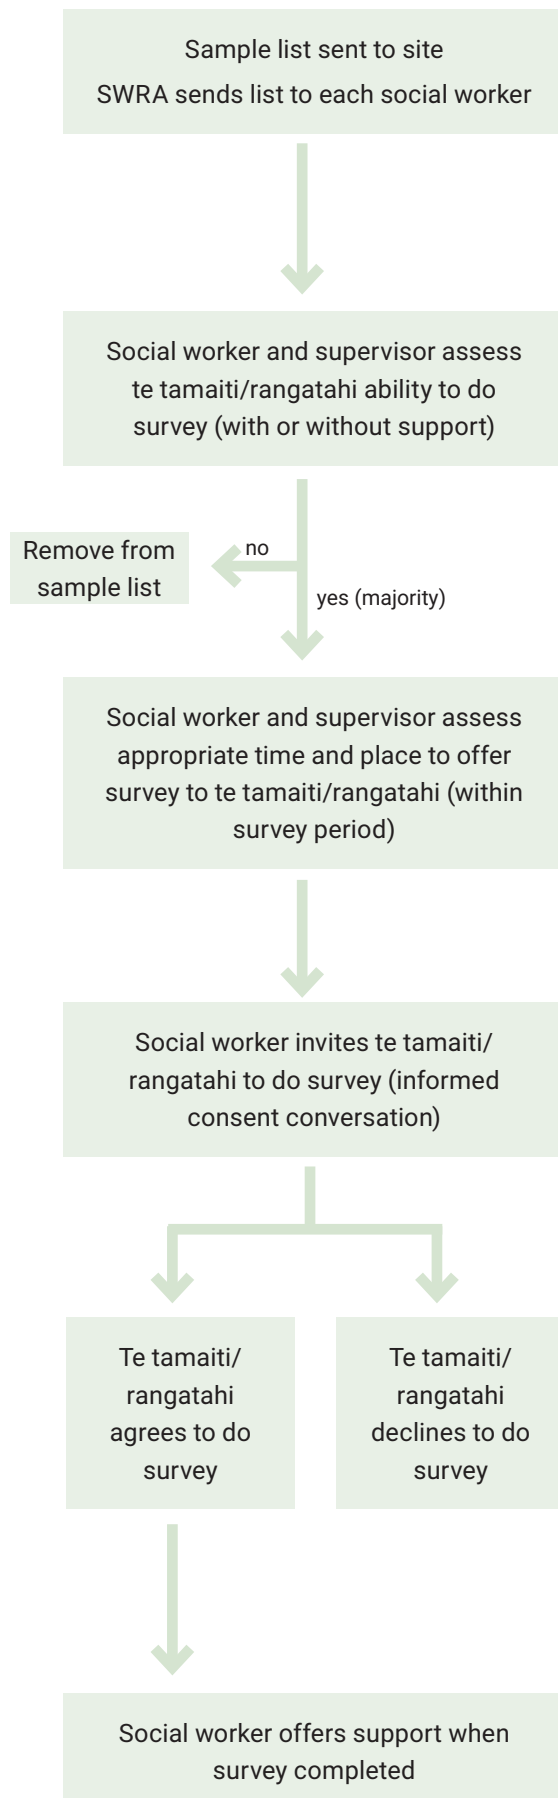 Sample list sent to site
SWRA sends list to each social worker
Social worker and supervisor assess
te tamaiti/rangatahi ability to do
survey (with or without support)
no
Remove from
sample list
yes (majority)
Social worker and supervisor assess
appropriate time and place to offer
survey to te tamaiti/rangatahi (within
survey period)
Social worker invites te tamaiti/
rangatahi to do survey (informed
consent conversation)
Te tamaiti/
rangatahi
agrees to do
survey
Te tamaiti/
rangatahi
declines to do
survey
Social worker offers support when
survey completed